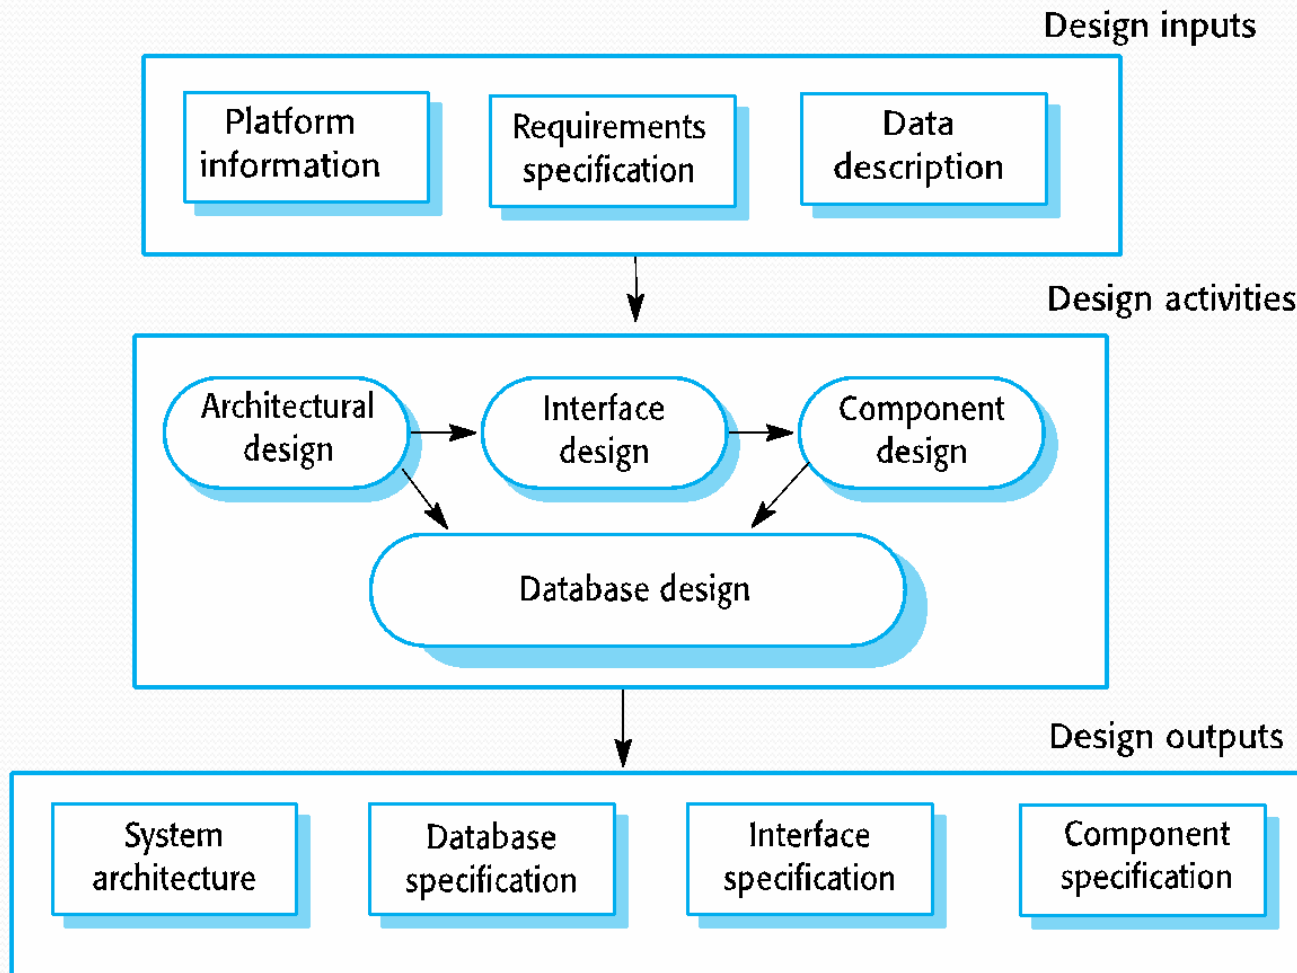 Design inputs
Platform
information
Requirements
specification
Data
description
Design activities
Architectural
design
Interface
design
Component
design
Database design
Design outputs
System
architecture
Database
specification
Interface
specification
Component
specification